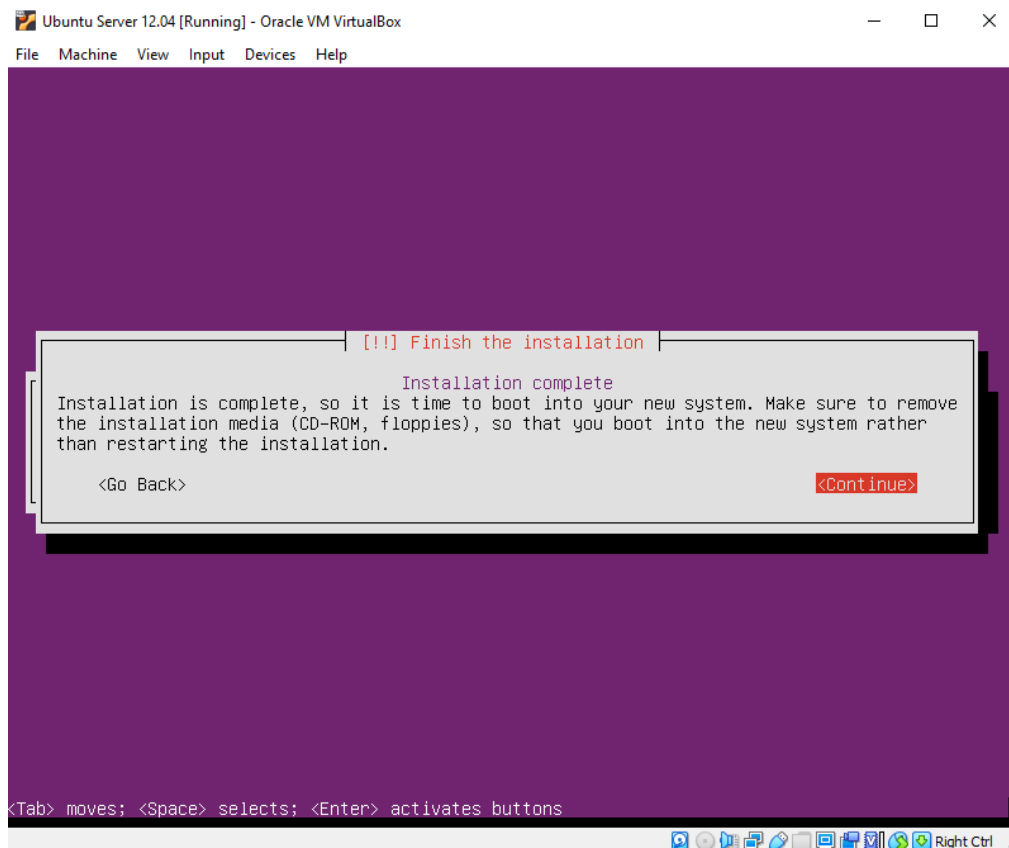 Ubuntu Server 12.04 [Running] - Oracle VM VirtualBox
File Machine View Input Devices Help
[!!] Finish the installation
Installation complete
Installation is complete, so it is time to boot into your new system. Make sure to remove
the installation media (CD-ROM, floppies), so that you boot into the new system rather
than restarting the installation.
<Go Back> <Continue>
<Tab> moves; <Space> selects; <Enter> activates buttons
Right Ctrl